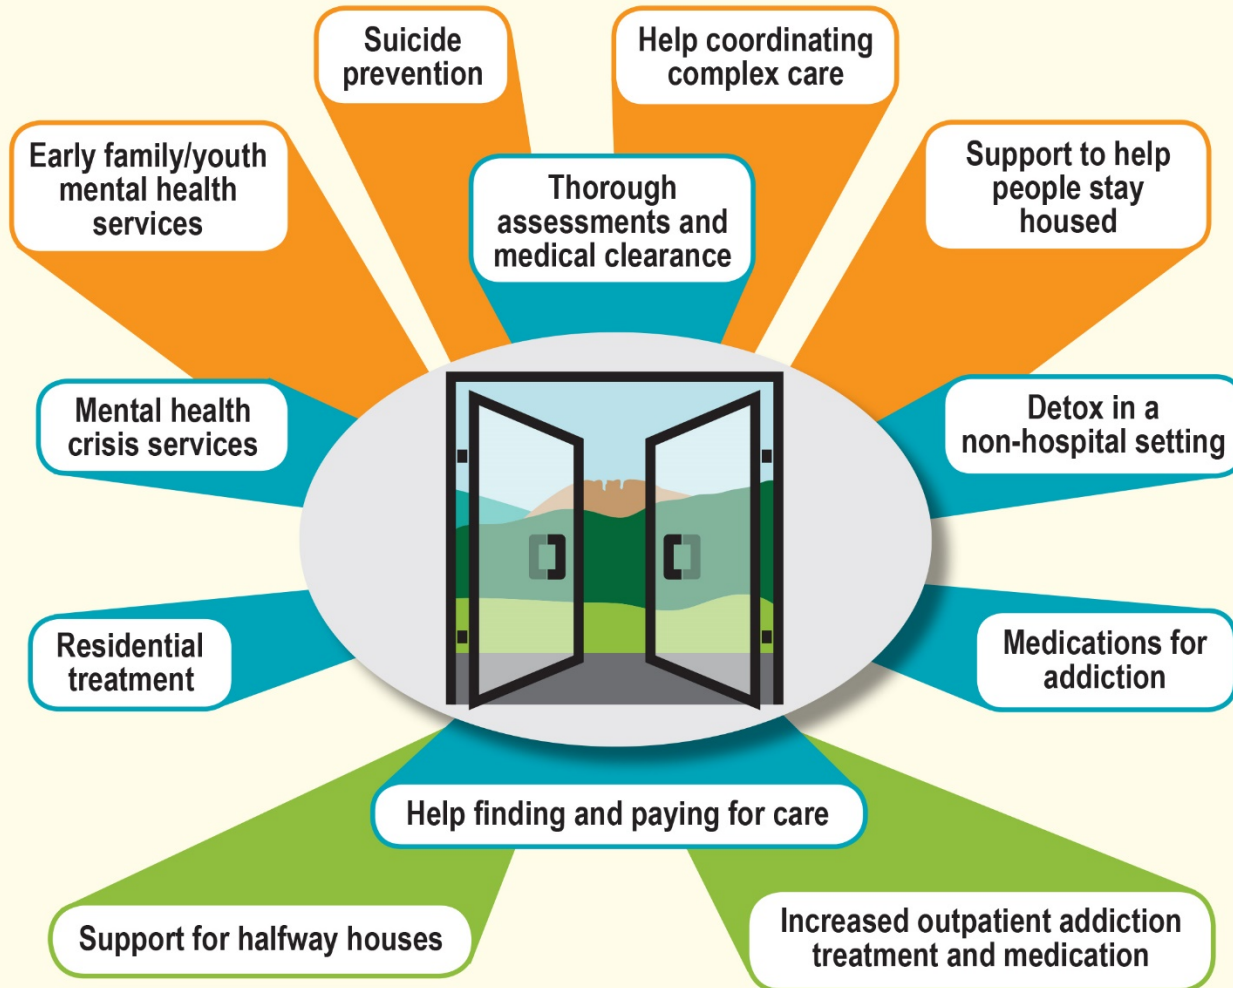 Suicide
prevention
Help coordinating
complex care
Early family/youth
mental health
services
Thorough
assessments and
medical clearance
Support to help
people stay
housed
Mental health
crisis services
Detox in a
non-hospital setting
Residential
treatment
Medications for
addiction
Help finding and paying for care
Support for halfway houses
Increased outpatient addiction
treatment and medication